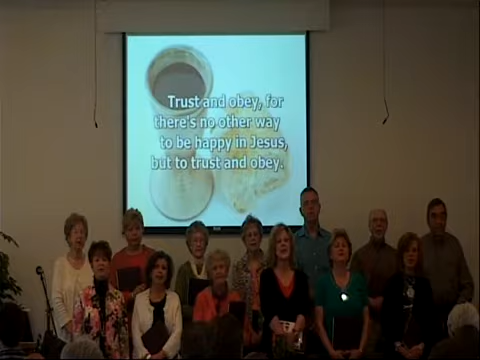 Trust and obey, for
there's no other way
to be happy in Jesus,
but to trust and obey.